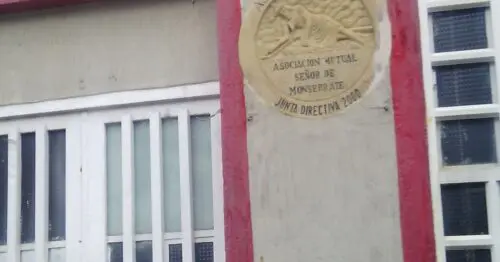 ASOCIACION MUTUAL
SEÑOR DE
MONSERRATE
JUNTA DIRECTIVA 2000